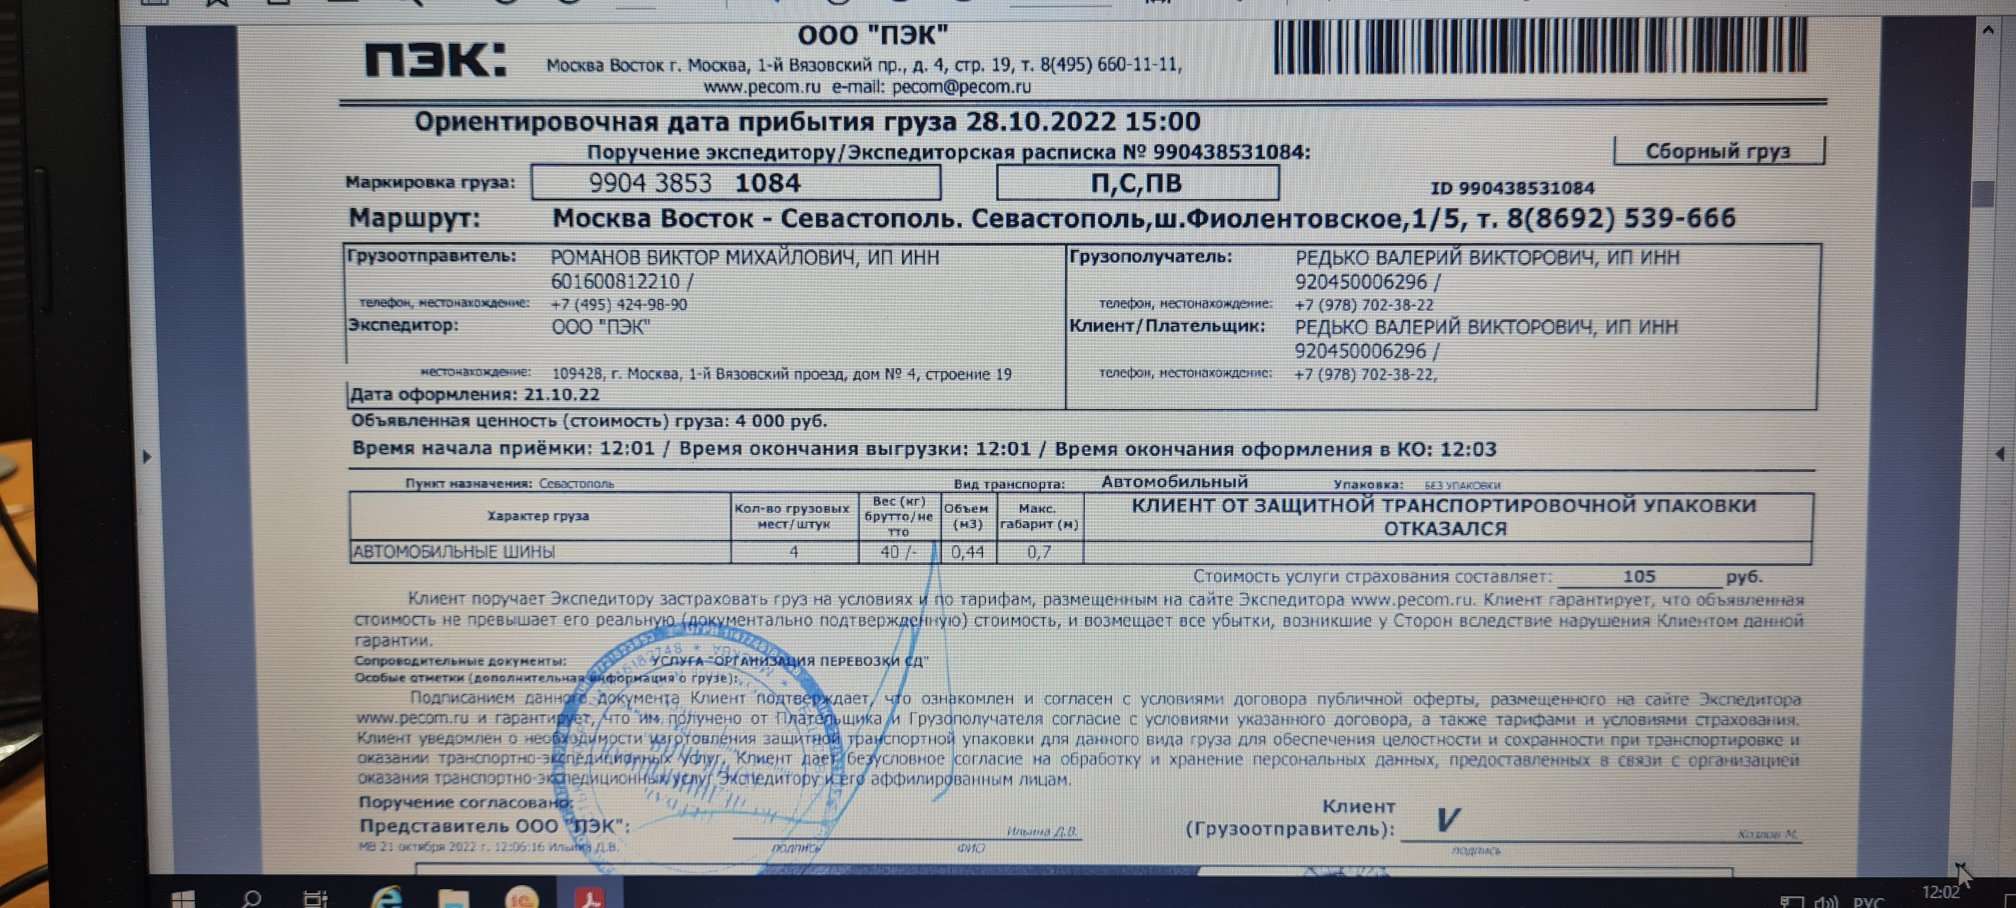 ПЭК:
ООО "ПЭК"
Москва Восток г. Москва, 1-й Вязовский пр., д. 4, стр. 19, т. 8(495) 660-11-11,
www.pecom.ru e-mail: pecom@pecom.ru
Ориентировочная дата прибытия груза 28.10.2022 15:00
Поручение экспедитору/Экспедиторская расписка № 990438531084:
Сборный груз
Маркировка груза: 9904 3853 1084 П,С,ПВ ID 990438531084
Маршрут: Москва Восток - Севастополь. Севастополь,ш.Фиолентовское,1/5, т. 8(8692) 539-666
Грузоотправитель: РОМАНОВ ВИКТОР МИХАЙЛОВИЧ, ИП ИНН
601600812210 /
телефон, местонахождение: +7 (495) 424-98-90
Экспедитор: ООО "ПЭК"
местонахождение: 109428, г. Москва, 1-й Вязовский проезд, дом № 4, строение 19
Дата оформления: 21.10.22
Грузополучатель: РЕДЬКО ВАЛЕРИЙ ВИКТОРОВИЧ, ИП ИНН
920450006296 /
телефон, местонахождение: +7 (978) 702-38-22
Клиент/Плательщик: РЕДЬКО ВАЛЕРИЙ ВИКТОРОВИЧ, ИП ИНН
920450006296 /
телефон, местонахождение: +7 (978) 702-38-22,
Объявленная ценность (стоимость) груза: 4 000 руб.
Время начала приёмки: 12:01 / Время окончания выгрузки: 12:01 / Время окончания оформления в КО: 12:03
Пункт назначения: Севастополь Вид транспорта: Автомобильный Упаковка: БЕЗ УПАКОВКИ
Характер груза
Кол-во грузовых
мест/штук
Вес (кг)
брутто/не
тто
Объем
(м3)
Макс.
габарит (м)
КЛИЕНТ ОТ ЗАЩИТНОЙ ТРАНСПОРТИРОВОЧНОЙ УПАКОВКИ
ОТКАЗАЛСЯ
АВТОМОБИЛЬНЫЕ ШИНЫ 4 40 /- 0,44 0,7
Стоимость услуги страхования составляет: 105 руб.
Клиент поручает Экспедитору застраховать груз на условиях и по тарифам, размещенным на сайте Экспедитора www.pecom.ru. Клиент гарантирует, что объявленная
стоимость не превышает его реальную (документально подтвержденную) стоимость, и возмещает все убытки, возникшие у Сторон вследствие нарушения Клиентом данной
гарантии.
Сопроводительные документы: УСЛУГА "ОРГАНИЗАЦИЯ ПЕРЕВОЗКИ СД"
Особые отметки (дополнительная информация о грузе):
Подписанием данного документа Клиент подтверждает, что ознакомлен и согласен с условиями договора публичной оферты, размещенного на сайте Экспедитора
www.pecom.ru и гарантирует, что им получено от Плательщика и Грузополучателя согласие с условиями указанного договора, а также тарифами и условиями страхования.
Клиент уведомлен о необходимости изготовления защитной транспортной упаковки для данного вида груза для обеспечения целостности и сохранности при транспортировке и
оказании транспортно-экспедиционных услуг. Клиент дает безусловное согласие на обработку и хранение персональных данных, предоставленных в связи с организацией
оказания транспортно-экспедиционных услуг Экспедитору и его аффилированным лицам.
Поручение согласовано:
Представитель ООО "ПЭК": Ильина Д.В.
подпись ФИО
МВ 21 октября 2022 г. 12:06:16 Ильина Д.В.
Клиент
(Грузоотправитель): V Козлов М.
подпись
РУС
12:02